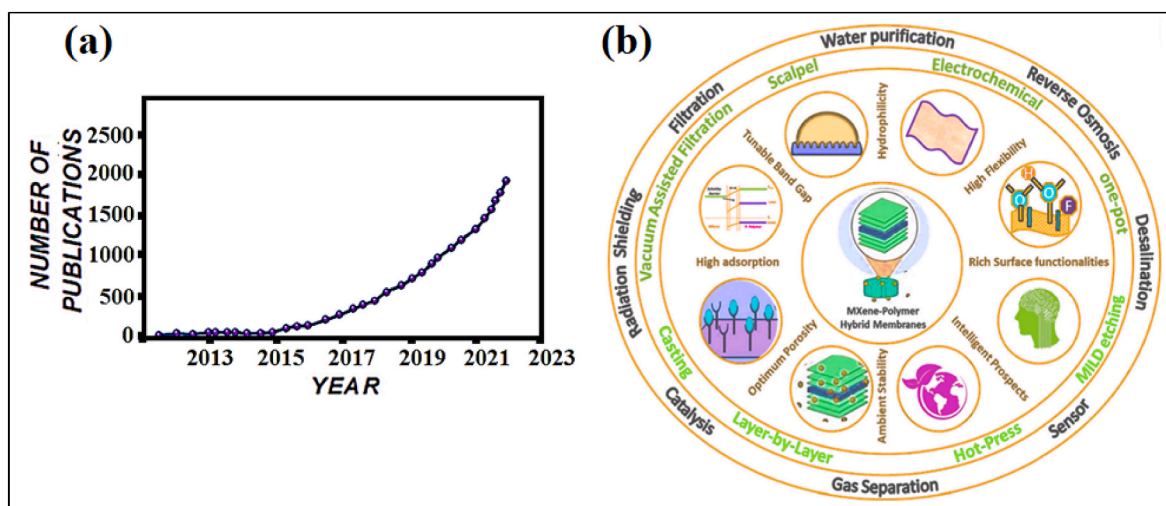 (a)
NUMBER OF
PUBLICATIONS
2500
2000
1500
1000
500
0
2013
2015
2017
2019
2021
2023
YEAR
(b)
Water purification
Reverse Osmosis
Desalination
Sensor
Gas Separation
Catalysis
Radiation Shielding
Filtration
Scalpel
Electrochemical
one-pot
MILD etching
Hot-Press
Layer-by-Layer
Casting
Vacuum Assisted Filtration
Hydrophilicity
High Flexibility
Rich Surface functionalities
Intelligent Prospects
Ambient Stability
Optimum Porosity
High adsorption
Tunable Band Gap
H
O
O
F
MXene-Polymer
Hybrid Membranes